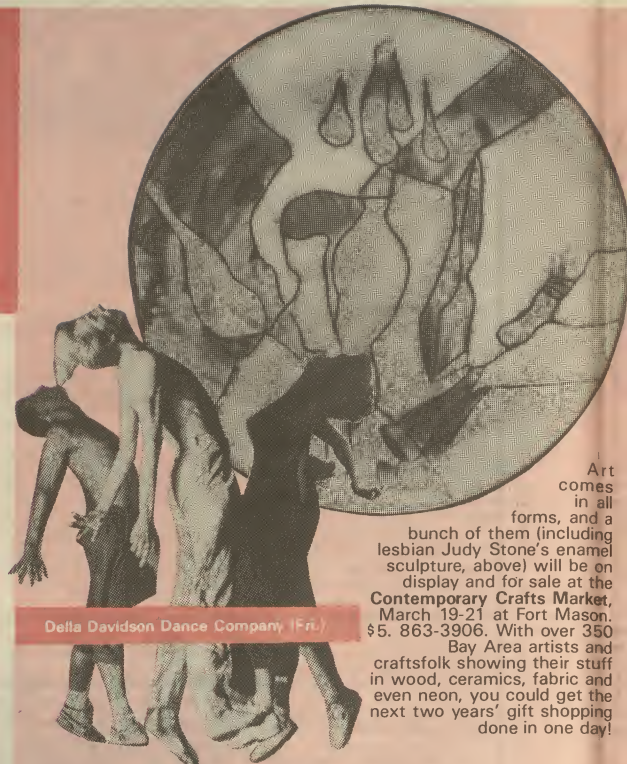 Art
comes
in all
forms, and a
bunch of them (including
lesbian Judy Stone's enamel
sculpture, above) will be on
display and for sale at the
Contemporary Crafts Market,
March 19-21 at Fort Mason.
$5. 863-3906. With over 350
Bay Area artists and
craftsfolk showing their stuff
in wood, ceramics, fabric and
even neon, you could get the
next two years' gift shopping
done in one day!
Della Davidson Dance Company (Fri.)